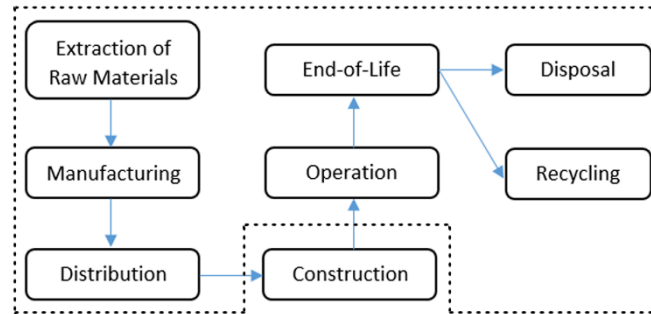 Extraction of
Raw Materials
Manufacturing
Distribution
Construction
Operation
End-of-Life
Disposal
Recycling